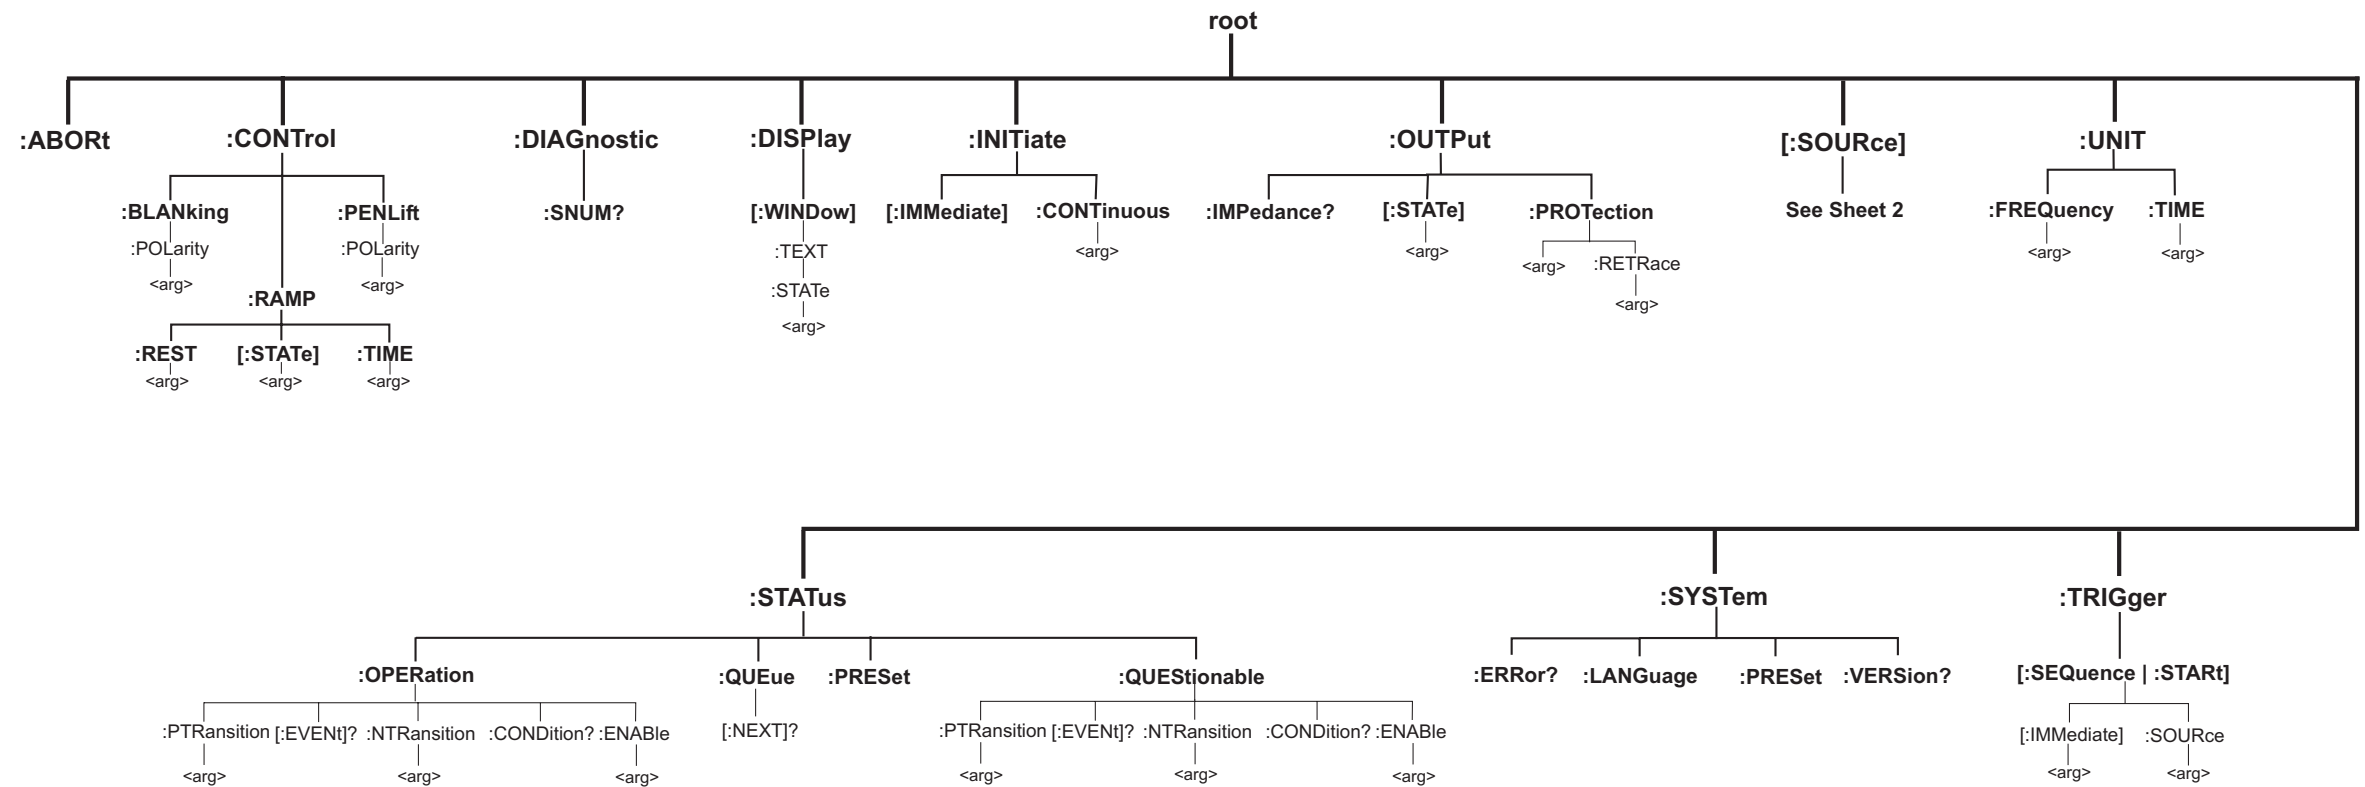 root
:ABORt :CONTrol :DIAGnostic :DISPlay :INITiate :OUTPut [:SOURce] :UNIT
:BLANking :PENLift :SNUM? [:WINDow] [:IMMediate] :CONTinuous :IMPedance? [:STATe] :PROTection See Sheet 2 :FREQuency :TIME
:POLarity :POLarity :TEXT <arg> <arg> <arg> :RETRace <arg> <arg>
<arg> <arg> :STATe <arg>
:RAMP <arg>
:REST [:STATe] :TIME
<arg> <arg> <arg>
:STATus :SYSTem :TRIGger
:OPERation :QUEue :PRESet :QUEStionable :ERRor? :LANGuage :PRESet :VERSion? [:SEQuence | :STARt]
:PTRansition [:EVENt]? :NTRansition :CONDition? :ENABle [:NEXT]? :PTRansition [:EVENt]? :NTRansition :CONDition? :ENABle [:IMMediate] :SOURce
<arg> <arg> <arg> <arg> <arg> <arg> <arg> <arg>